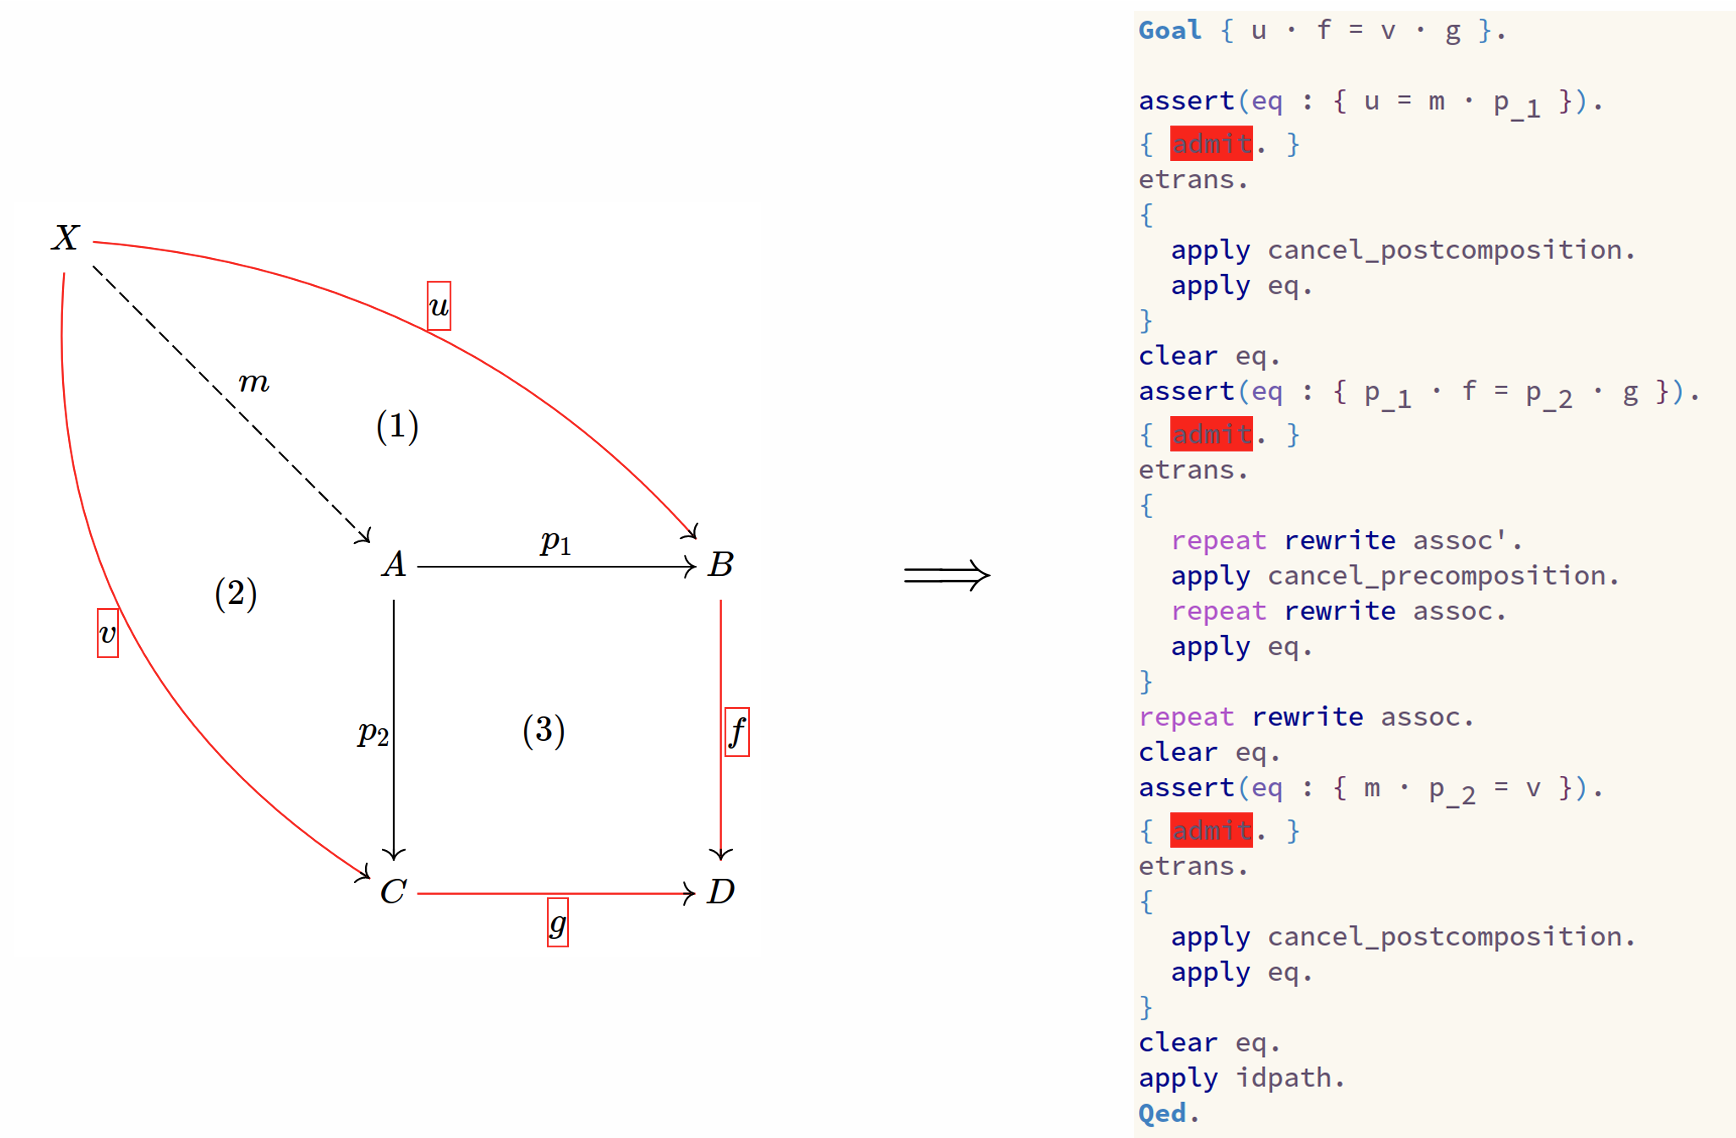 X
u
m
(1)
A
p₁
B
(2)
v
p₂
(3)
f
C
g
D
⟹
Goal { u · f = v · g }.
assert(eq : { u = m · p_1 }).
{ admit. }
etrans.
{
apply cancel_postcomposition.
apply eq.
}
clear eq.
assert(eq : { p_1 · f = p_2 · g }).
{ admit. }
etrans.
{
repeat rewrite assoc'.
apply cancel_precomposition.
repeat rewrite assoc.
apply eq.
}
repeat rewrite assoc.
clear eq.
assert(eq : { m · p_2 = v }).
{ admit. }
etrans.
{
apply cancel_postcomposition.
apply eq.
}
clear eq.
apply idpath.
Qed.